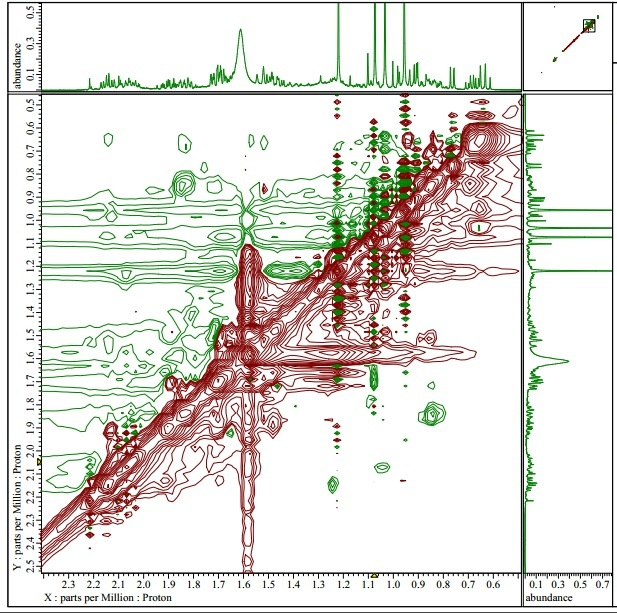 abundance
0.1 0.3 0.5
0.5 0.7
0.5 0.6 0.7 0.8 0.9 1.0 1.1 1.2 1.3 1.4 1.5 1.6 1.7 1.8 1.9 2.0 2.1 2.2 2.3 2.4 2.5
Y : parts per Million : Proton
2.3 2.2 2.1 2.0 1.9 1.8 1.7 1.6 1.5 1.4 1.3 1.2 1.1 1.0 0.9 0.8 0.7 0.6
X : parts per Million : Proton
0.1 0.3 0.5 0.7
abundance